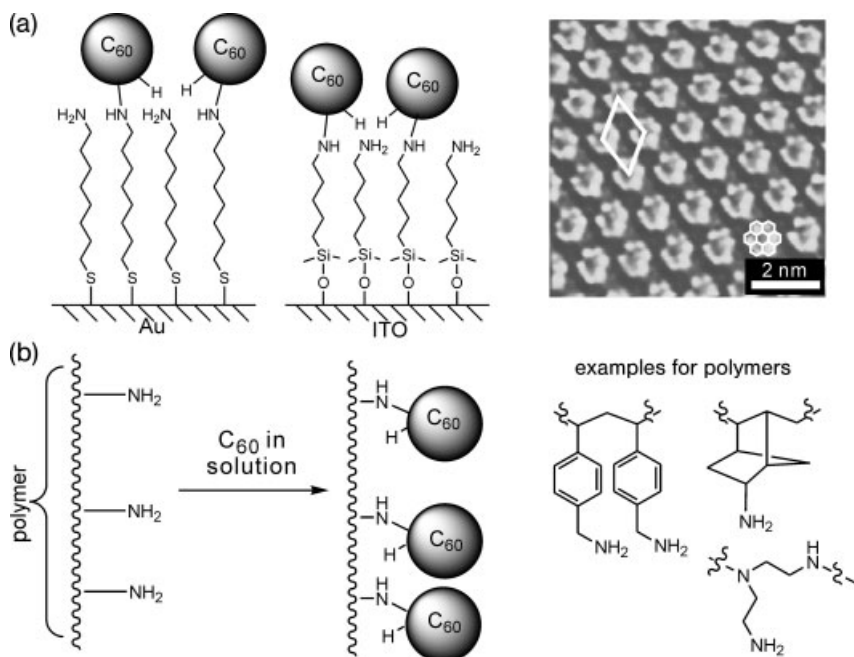 (a)
C60
C60
H
H
H2N
HN
H2N
HN
S
S
S
S
Au
C60
C60
H
H
NH
NH2
NH
NH2
Si
Si
Si
Si
O
O
O
O
ITO
2 nm
(b)
polymer
NH2
NH2
NH2
C60 in
solution
H
N
H
C60
H
N
H
C60
H
N
H
C60
examples for polymers
NH2
NH2
NH2
H
N
N
NH2